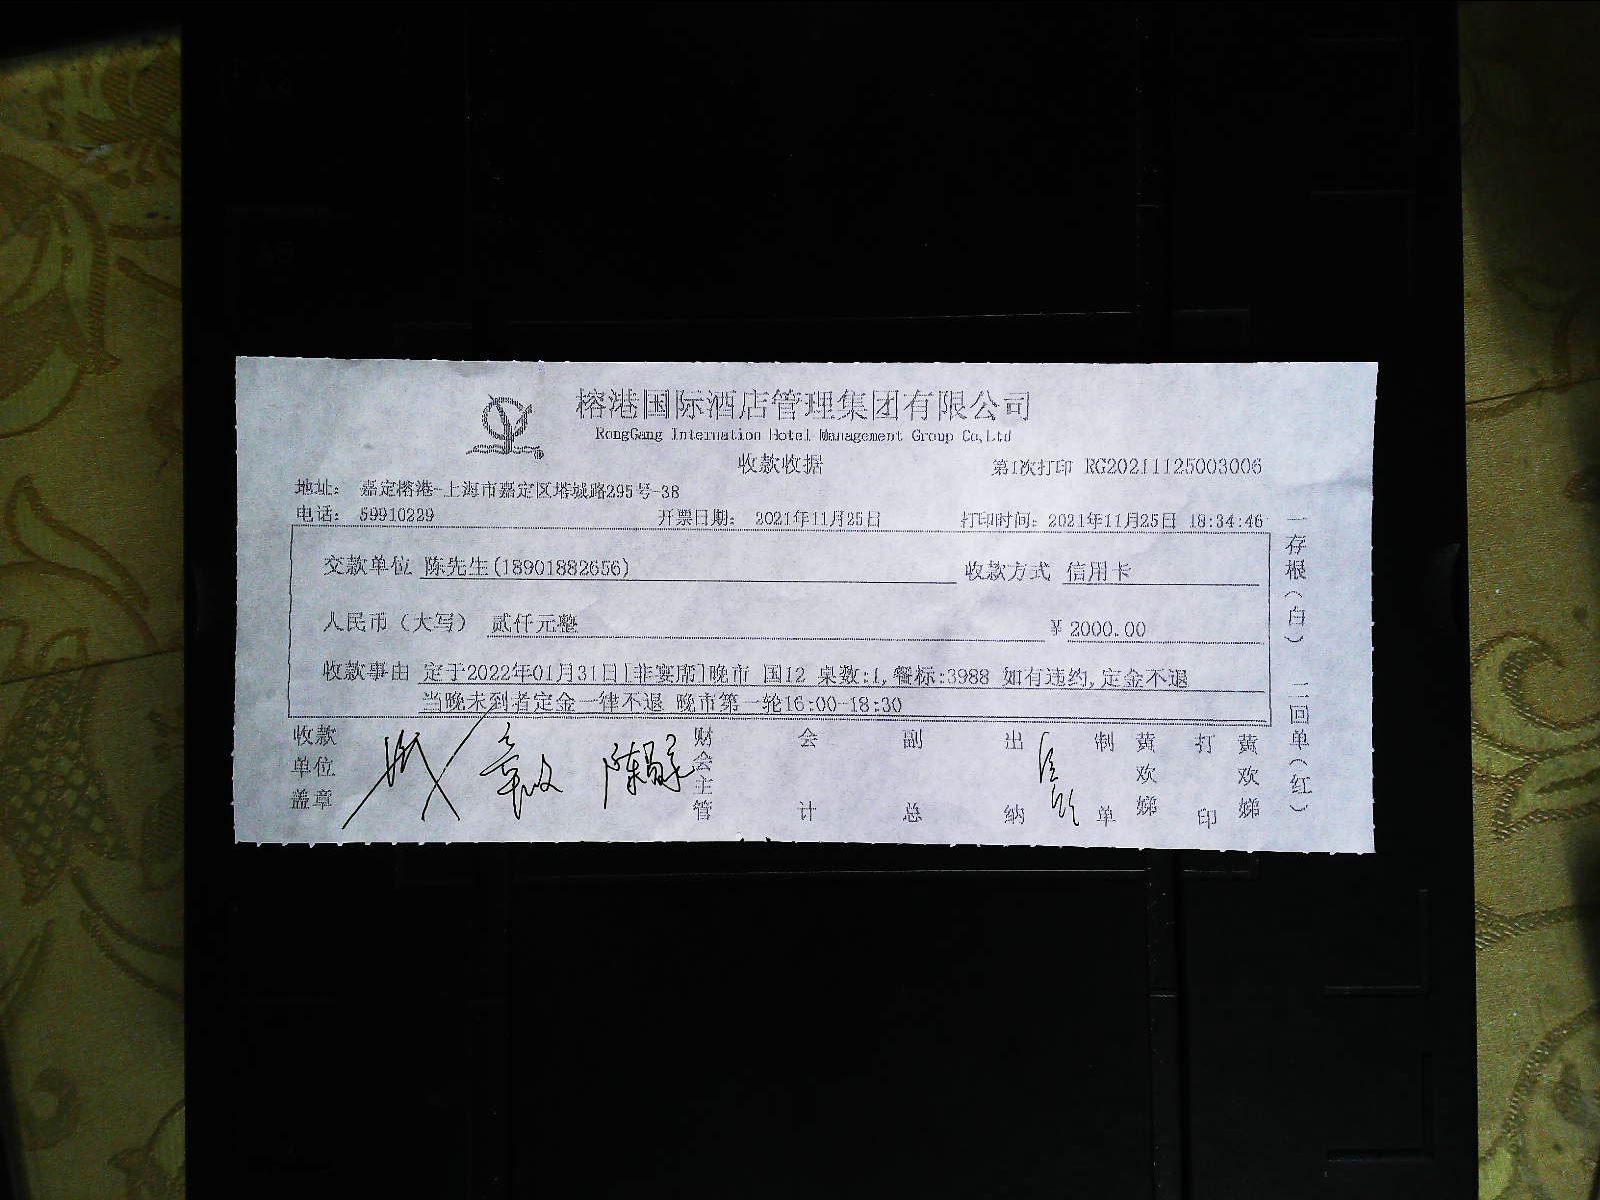 榕港国际酒店管理集团有限公司
RongGang Internation Hotel Management Group Co,Ltd
收款收据
第1次打印 RG20211125003006
地址： 嘉定榕港-上海市嘉定区塔城路295号-38
电话： 59910229 开票日期： 2021年11月25日 打印时间：2021年11月25日 18:34:46
交款单位 陈先生(18901882656) 收款方式 信用卡
人民币（大写） 贰仟元整 ¥ 2000.00
收款事由 定于2022年01月31日[非宴席]晚市 国12 桌数:1,餐标:3988 如有违约,定金不退
当晚未到者定金一律不退 晚市第一轮16:00-18:30
收款单位盖章
财会主管
会计
副总
出纳
制单
黄欢娣
打印
黄欢娣
一存根(白)
二回单(红)